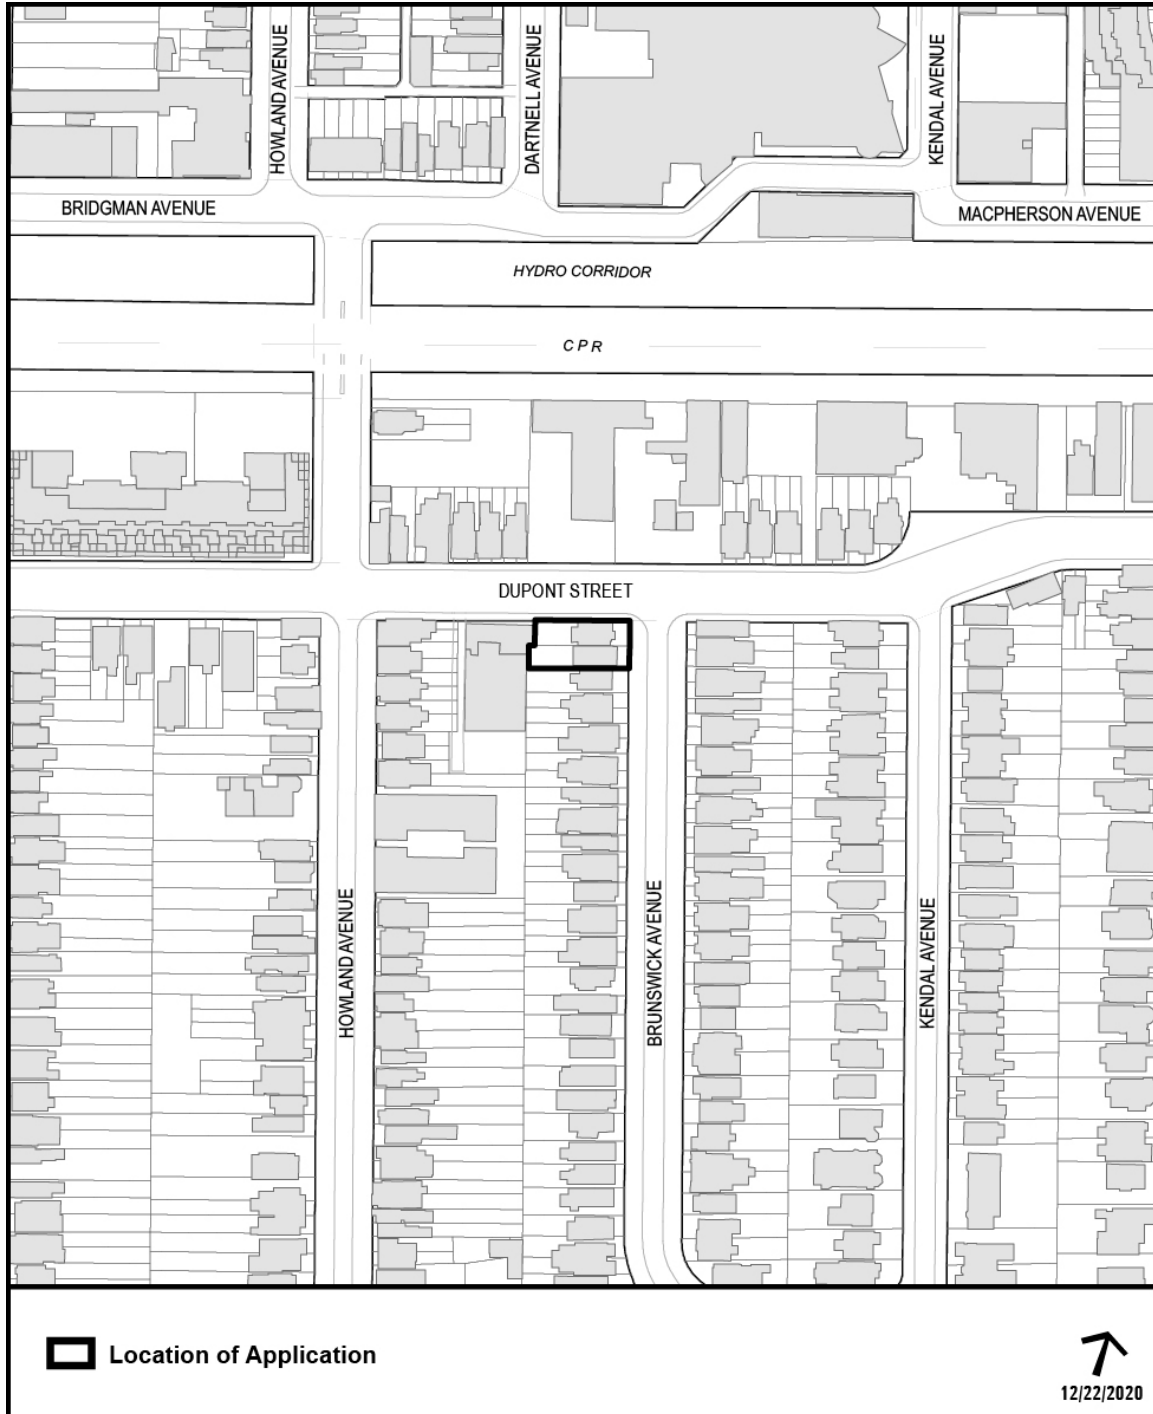 HOWLAND AVENUE
DARTNELL AVENUE
KENDAL AVENUE
BRIDGMAN AVENUE
MACPHERSON AVENUE
HYDRO CORRIDOR
CPR
DUPONT STREET
HOWLAND AVENUE
BRUNSWICK AVENUE
KENDAL AVENUE
Location of Application
12/22/2020